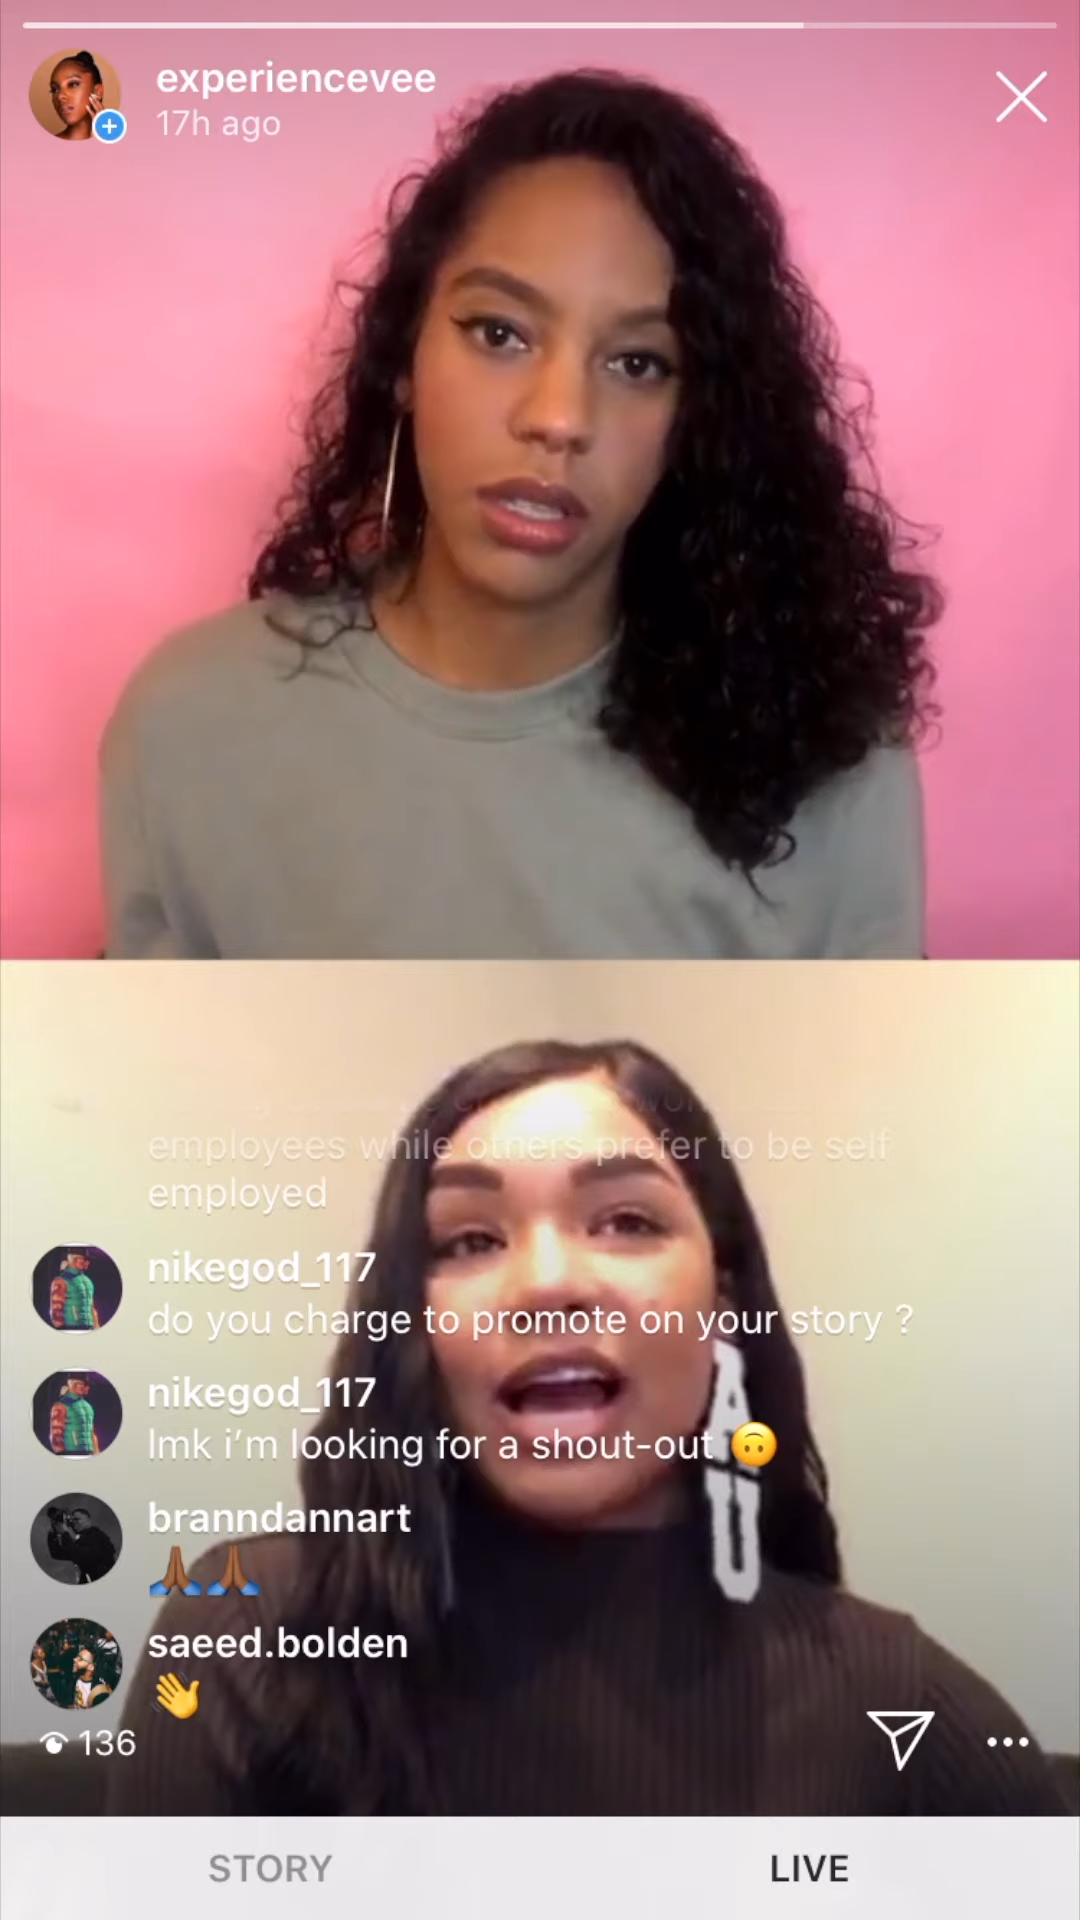 experiencevee
17h ago
employees while others prefer to be self
employed
nikegod_117
do you charge to promote on your story ?
nikegod_117
lmk i’m looking for a shout-out 🙃
branndannart
🙏🏾🙏🏾
saeed.bolden
👋
136
STORY
LIVE